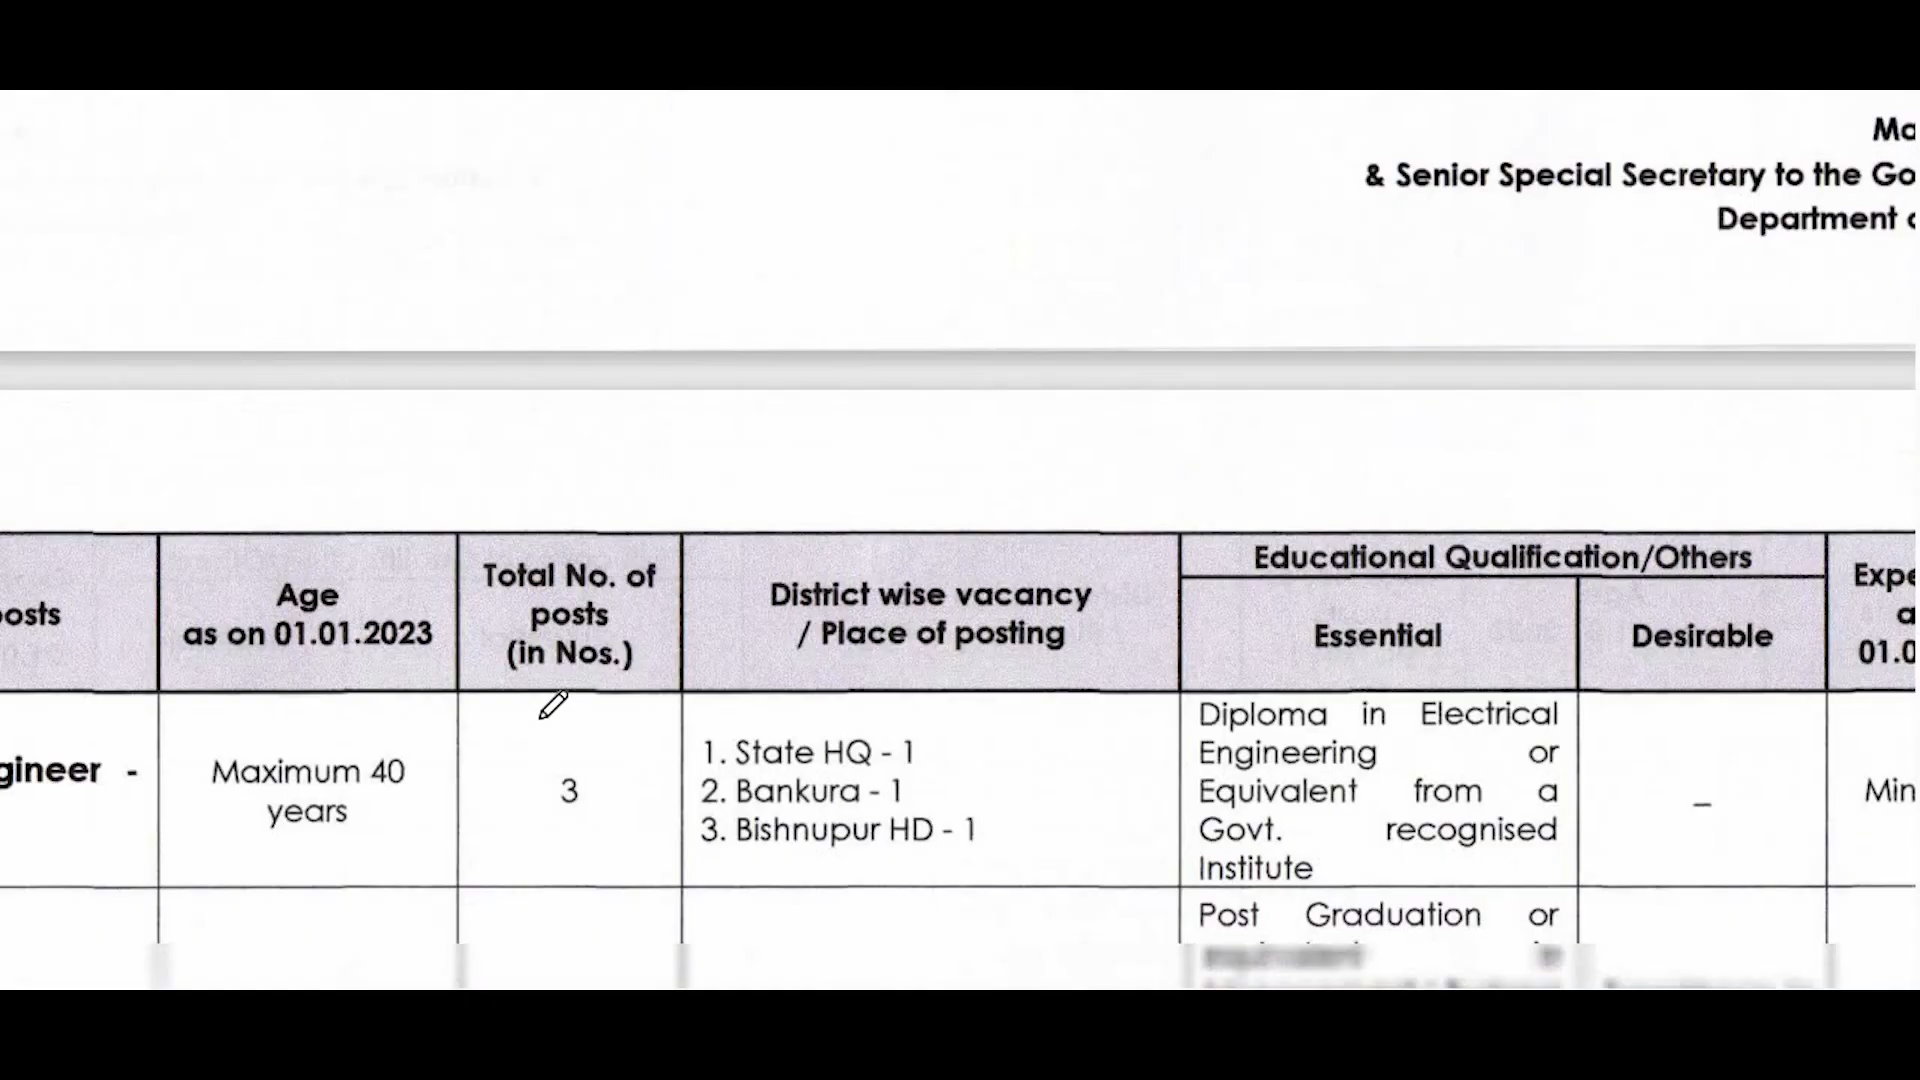 Ma
& Senior Special Secretary to the Go
Department
osts
Age
as on 01.01.2023
Total No. of
posts
(in Nos.)
District wise vacancy
/ Place of posting
Educational Qualification/Others
Essential
Desirable
Expe
a
01.0
gineer -
Maximum 40
years
3
1. State HQ - 1
2. Bankura - 1
3. Bishnupur HD - 1
Diploma in Electrical
Engineering or
Equivalent from a
Govt. recognised
Institute
–
Min
Post Graduation or